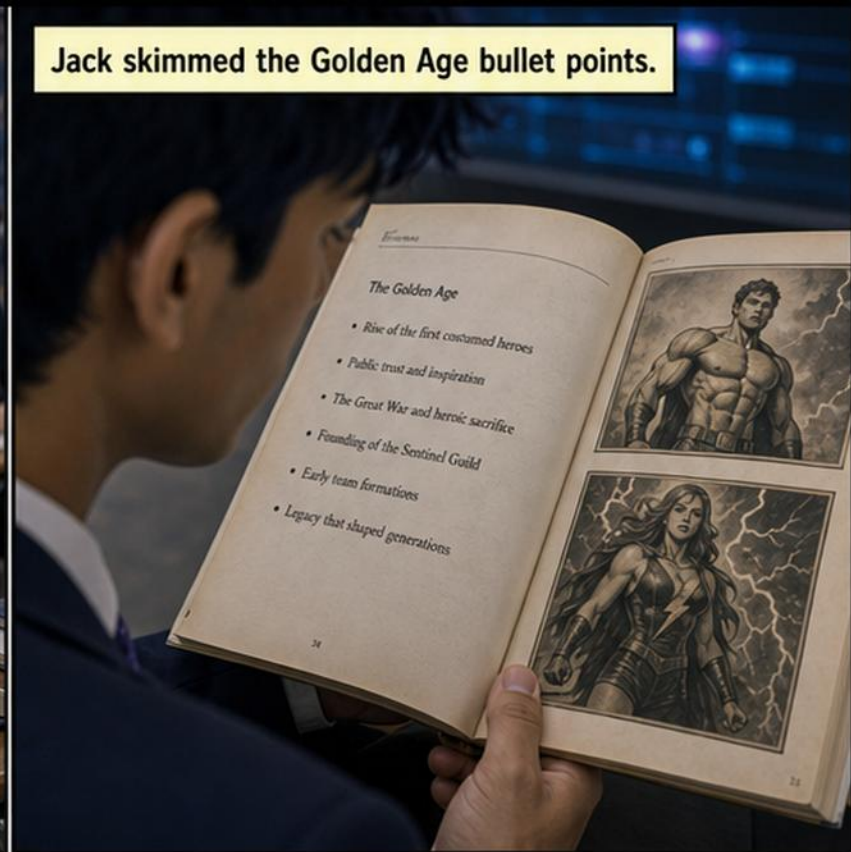 Jack skimmed the Golden Age bullet points.
The Golden Age
• Rise of the first costumed heroes
• Public trust and inspiration
• The Great War and heroic sacrifice
• Founding of the Sentinel Guild
• Early team formations
• Legacy that shaped generations